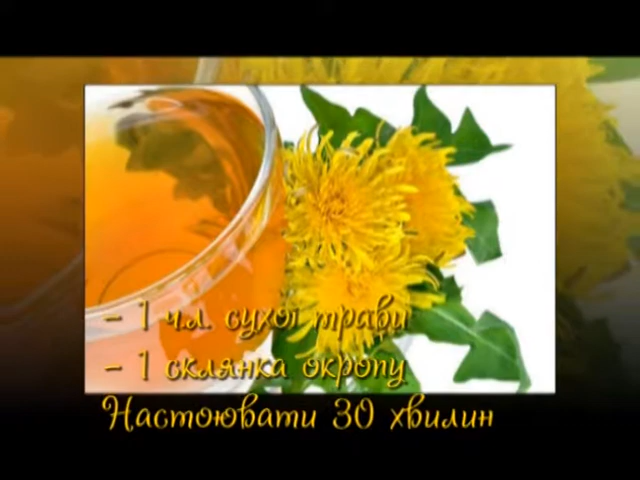 - 1 ч.л. сухої трави
- 1 склянка окропу
Настоювати 30 хвилин